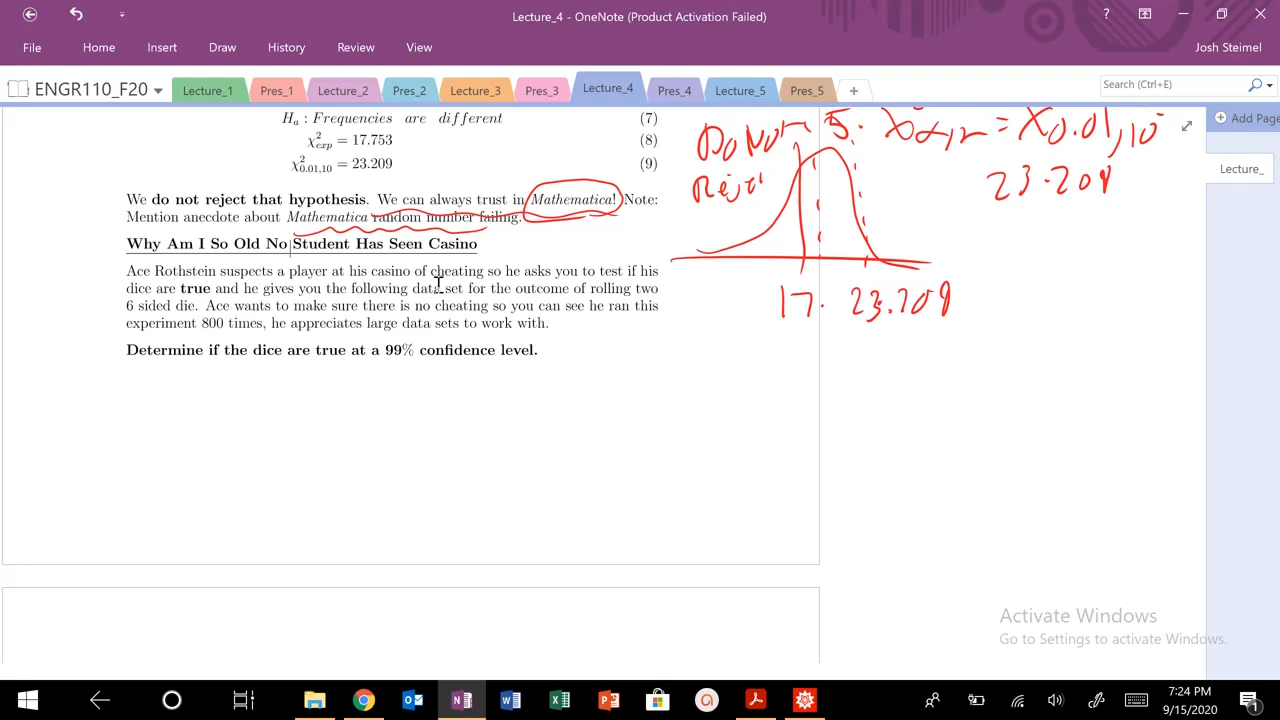 Lecture_4 - OneNote (Product Activation Failed)
?
File Home Insert Draw History Review View Josh Steimel
ENGR110_F20 Lecture_1 Pres_1 Lecture_2 Pres_2 Lecture_3 Pres_3 Lecture_4 Pres_4 Lecture_5 Pres_5 +
Search (Ctrl+E)
Add Page
Lecture_
Hₐ : Frequencies are different (7)
χ²exp = 17.753 (8)
χ²0.01,10 = 23.209 (9)
We do not reject that hypothesis. We can always trust in Mathematica! Note:
Mention anecdote about Mathematica random number failing.
Why Am I So Old No Student Has Seen Casino
Ace Rothstein suspects a player at his casino of cheating so he asks you to test if his
dice are true and he gives you the following data set for the outcome of rolling two
6 sided die. Ace wants to make sure there is no cheating so you can see he ran this
experiment 800 times, he appreciates large data sets to work with.
Determine if the dice are true at a 99% confidence level.
Do Not 5. = X0.01,10
Reject 23.209
17. 23.209
Activate Windows
Go to Settings to activate Windows.
7:24 PM
9/15/2020